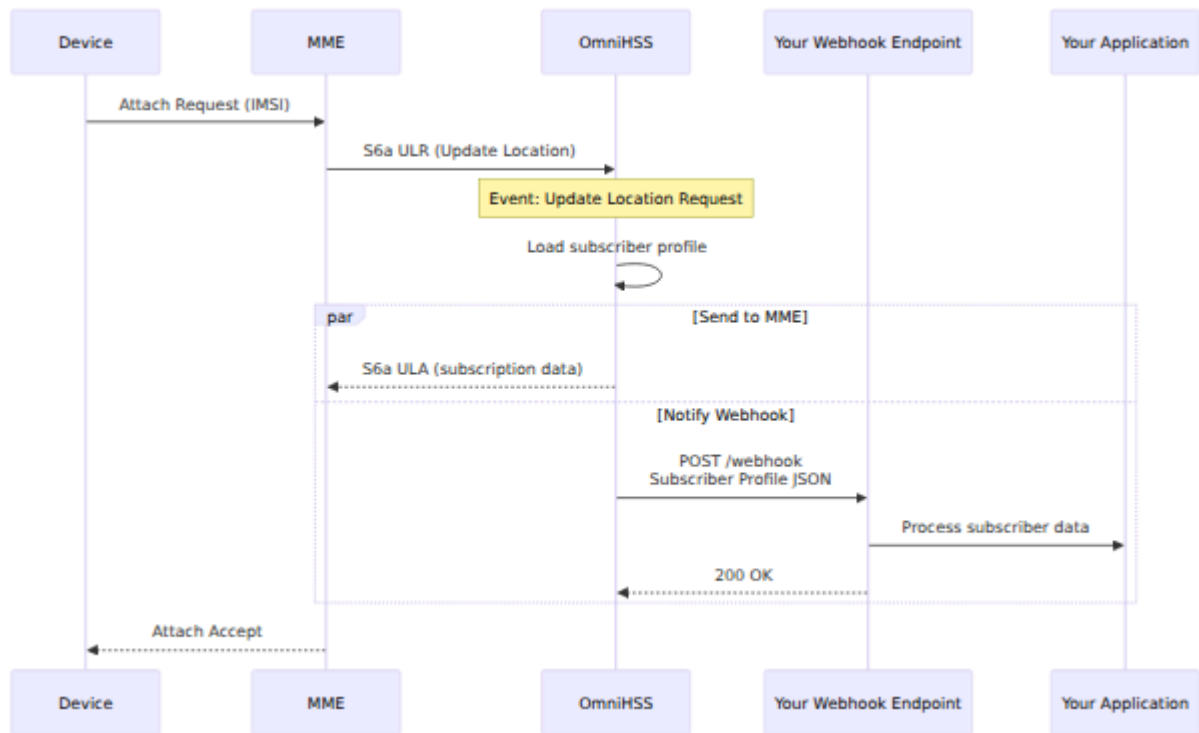 Device
MME
OmniHSS
Your Webhook Endpoint
Your Application
Attach Request (IMSI)
S6a ULR (Update Location)
Event: Update Location Request
Load subscriber profile
par
[Send to MME]
S6a ULA (subscription data)
[Notify Webhook]
POST /webhook
Subscriber Profile JSON
Process subscriber data
200 OK
Attach Accept
Device
MME
OmniHSS
Your Webhook Endpoint
Your Application